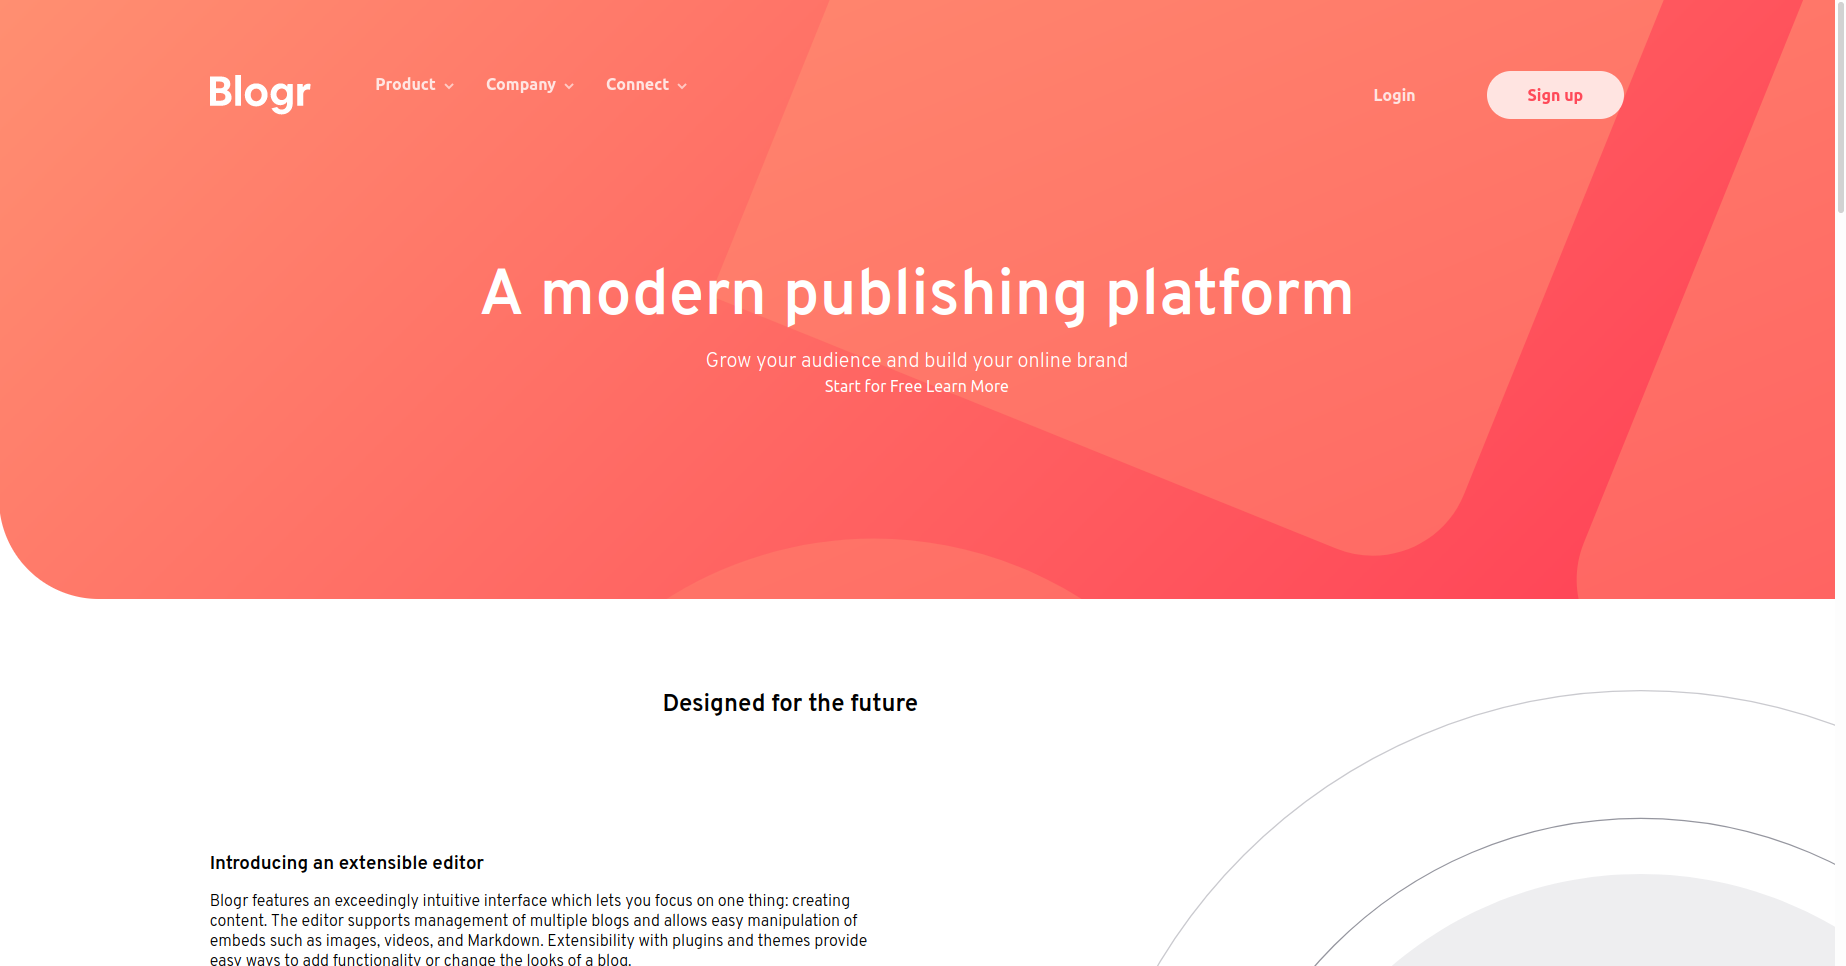 Blogr
Product
Company
Connect
Login
Sign up
A modern publishing platform
Grow your audience and build your online brand
Start for Free Learn More
Designed for the future
Introducing an extensible editor
Blogr features an exceedingly intuitive interface which lets you focus on one thing: creating
content. The editor supports management of multiple blogs and allows easy manipulation of
embeds such as images, videos, and Markdown. Extensibility with plugins and themes provide
easy ways to add functionality or change the looks of a blog.